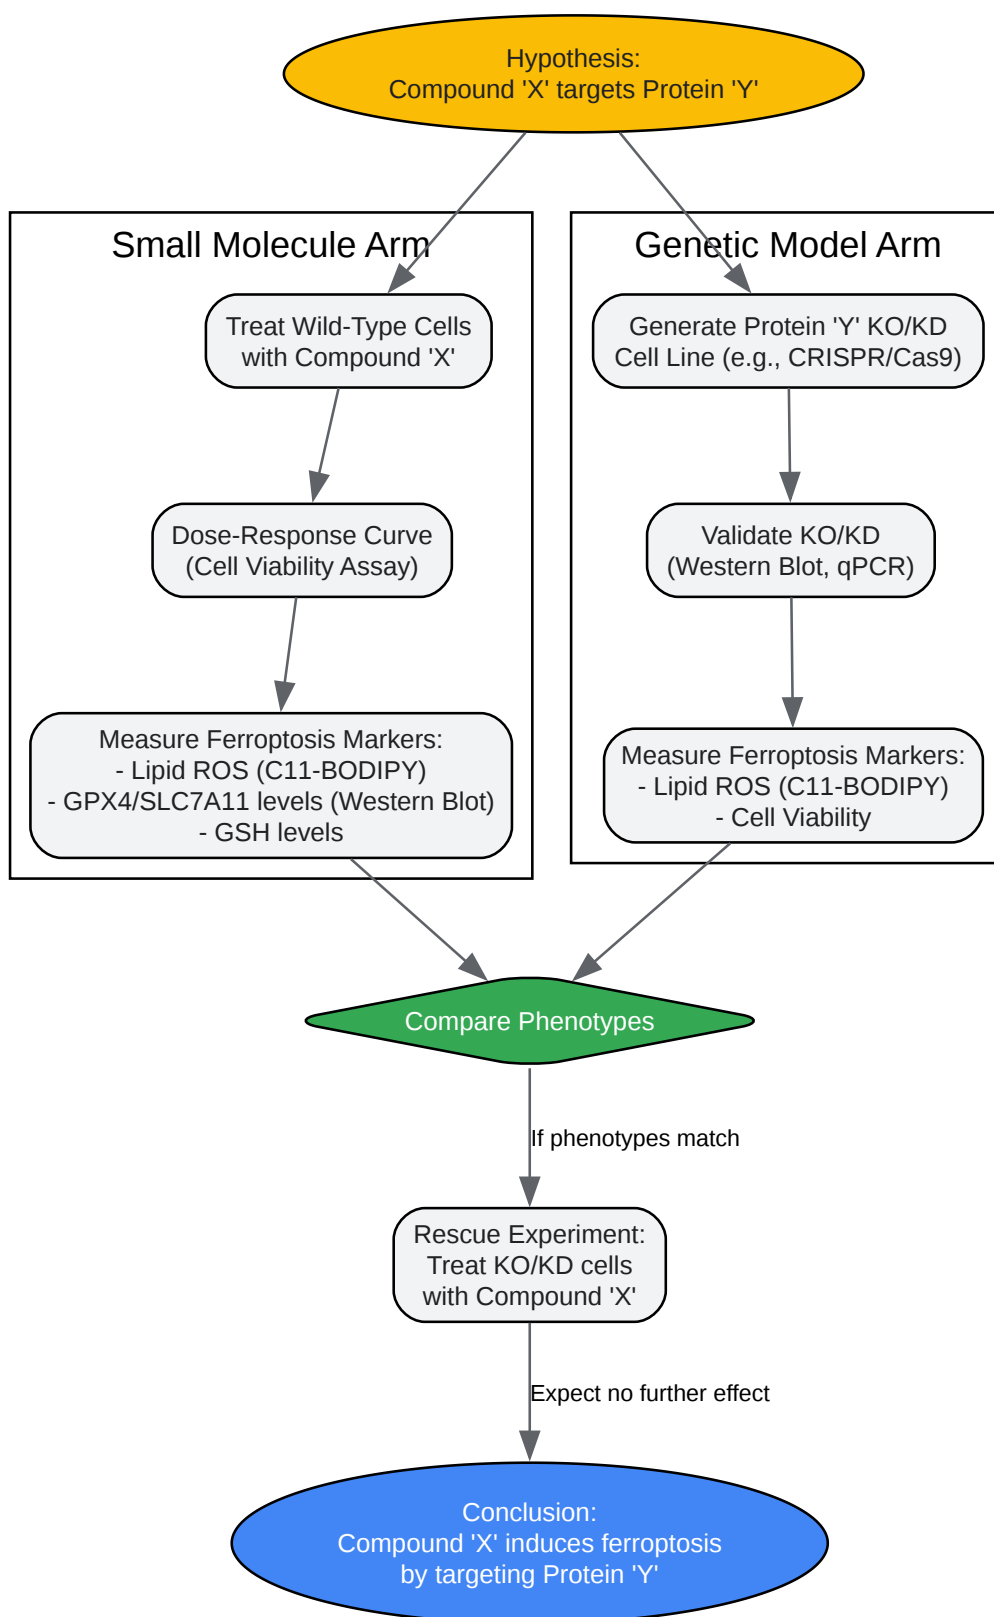 Hypothesis:
Compound 'X' targets Protein 'Y'
Small Molecule Arm
Treat Wild-Type Cells
with Compound 'X'
Dose-Response Curve
(Cell Viability Assay)
Measure Ferroptosis Markers:
- Lipid ROS (C11-BODIPY)
- GPX4/SLC7A11 levels (Western Blot)
- GSH levels
Genetic Model Arm
Generate Protein 'Y' KO/KD
Cell Line (e.g., CRISPR/Cas9)
Validate KO/KD
(Western Blot, qPCR)
Measure Ferroptosis Markers:
- Lipid ROS (C11-BODIPY)
- Cell Viability
Compare Phenotypes
If phenotypes match
Rescue Experiment:
Treat KO/KD cells
with Compound 'X'
Expect no further effect
Conclusion:
Compound 'X' induces ferroptosis
by targeting Protein 'Y'